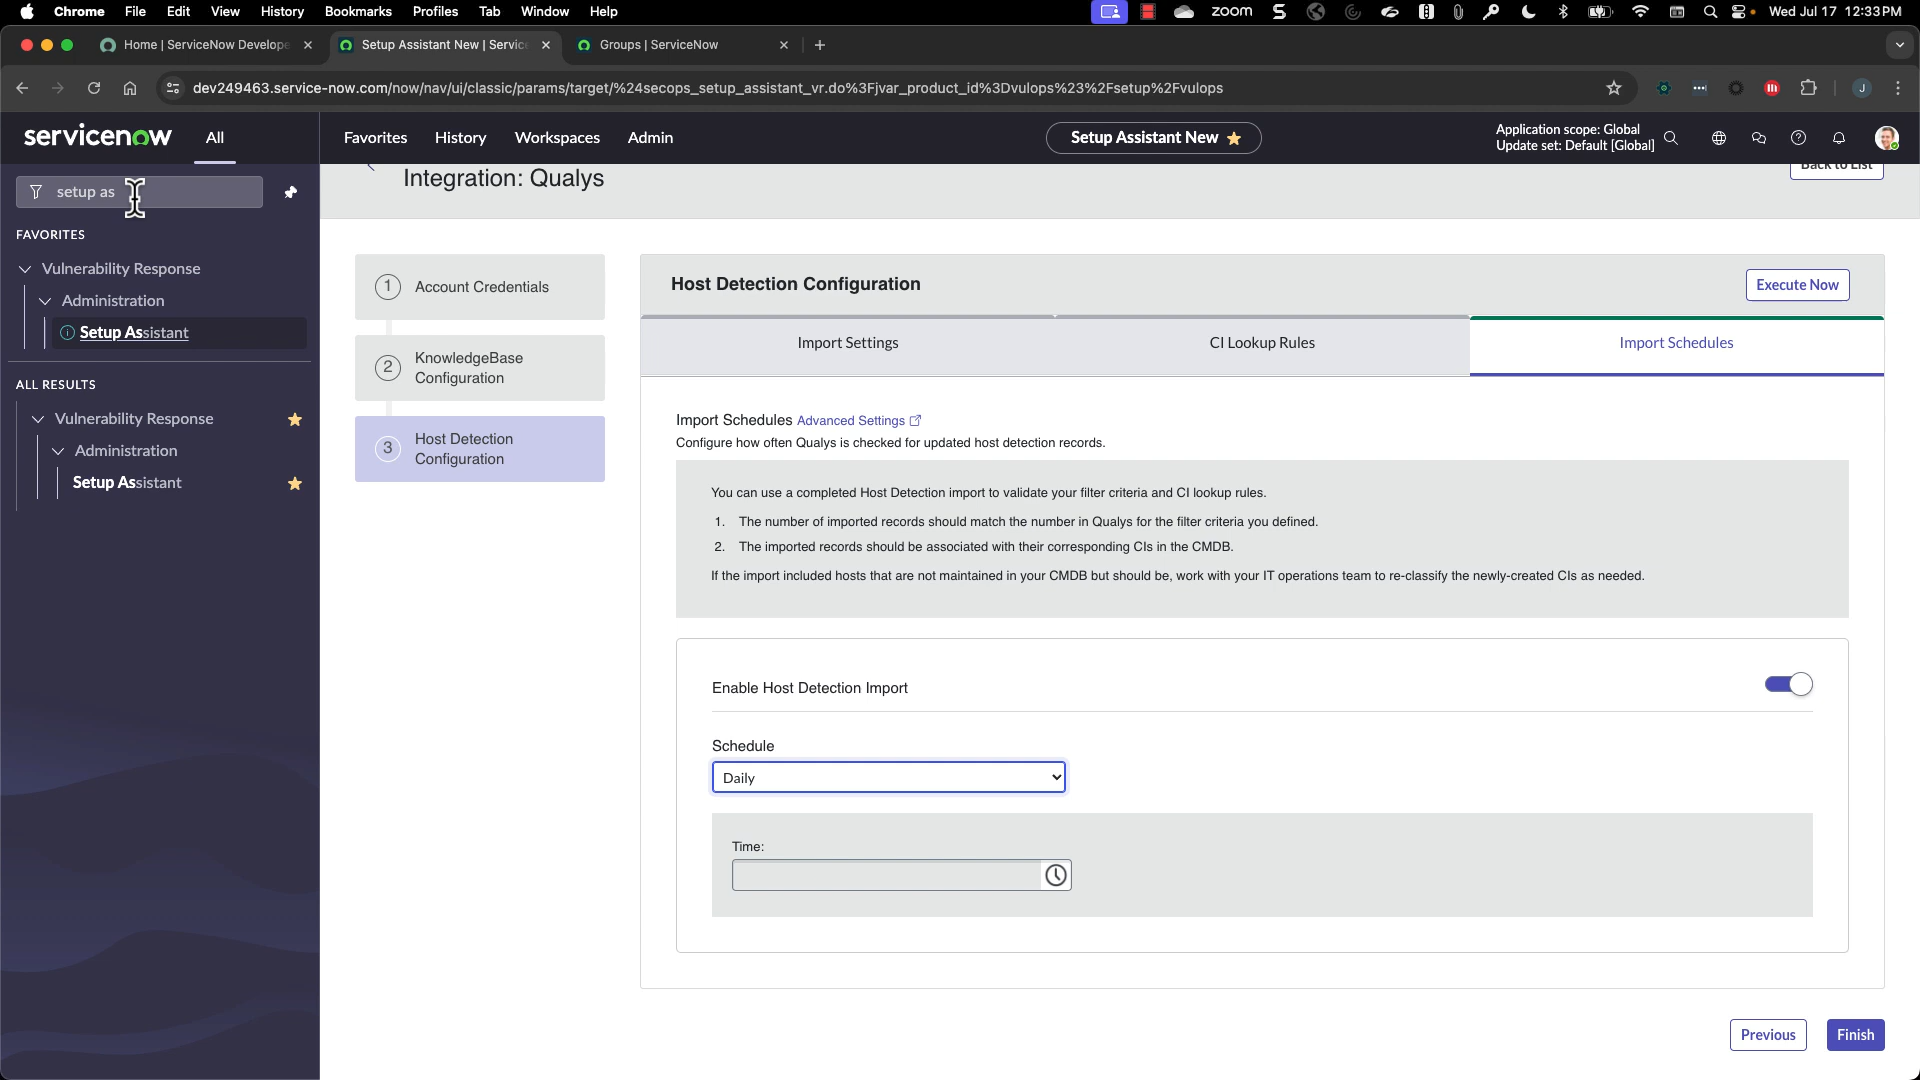 Chrome File Edit View History Bookmarks Profiles Tab Window Help
zoom
Wed Jul 17 12:33 PM
Home | ServiceNow Develope
Setup Assistant New | Servic
Groups | ServiceNow
dev249463.service-now.com/now/nav/ui/classic/params/target/%24secops_setup_assistant_vr.do%3Fjvar_product_id%3Dvulops%23%2Fsetup%2Fvulops
J
servicenow
All
Favorites
History
Workspaces
Admin
Setup Assistant New
Application scope: Global
Update set: Default [Global]
setup as
FAVORITES
Vulnerability Response
Administration
Setup Assistant
ALL RESULTS
Vulnerability Response
Administration
Setup Assistant
Integration: Qualys
Back to List
1 Account Credentials
2 KnowledgeBase
Configuration
3 Host Detection
Configuration
Host Detection Configuration
Execute Now
Import Settings
CI Lookup Rules
Import Schedules
Import Schedules Advanced Settings
Configure how often Qualys is checked for updated host detection records.
You can use a completed Host Detection import to validate your filter criteria and CI lookup rules.
1. The number of imported records should match the number in Qualys for the filter criteria you defined.
2. The imported records should be associated with their corresponding CIs in the CMDB.
If the import included hosts that are not maintained in your CMDB but should be, work with your IT operations team to re-classify the newly-created CIs as needed.
Enable Host Detection Import
Schedule
Daily
Time:
Previous
Finish